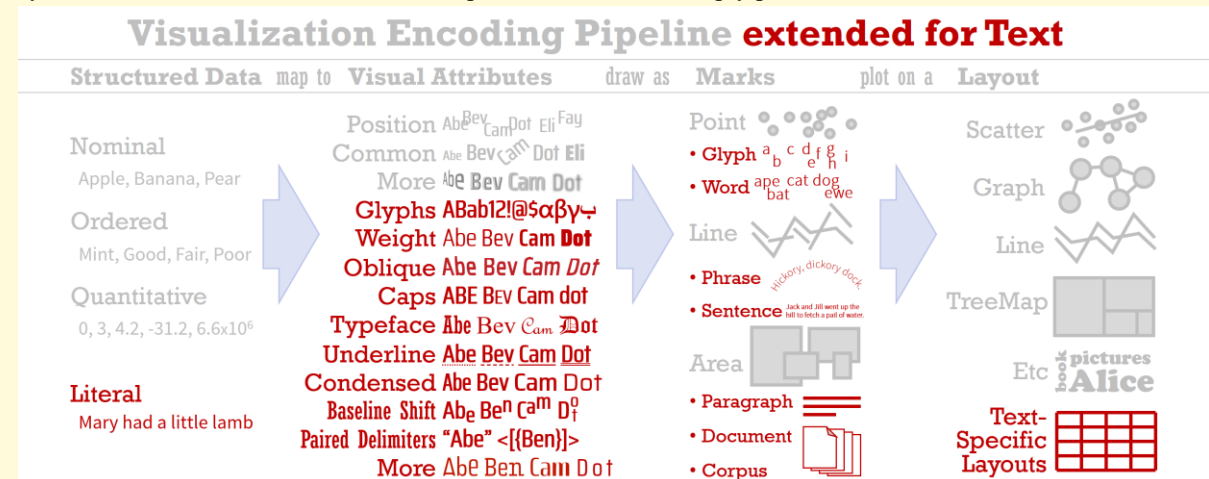 Visualization Encoding Pipeline extended for Text
Structured Data map to Visual Attributes draw as Marks plot on a Layout
Nominal
Apple, Banana, Pear
Ordered
Mint, Good, Fair, Poor
Quantitative
0, 3, 4.2, -31.2, 6.6x10⁶
Literal
Mary had a little lamb
Position Abe Bev Cam Dot Eli Fay
Common Abe Bev Cam Dot Eli
More Abe Bev Cam Dot
Glyphs ABab12!@$αβγب
Weight Abe Bev Cam Dot
Oblique Abe Bev Cam Dot
Caps ABE BEV Cam dot
Typeface Abe Bev Cam Dot
Underline Abe Bev Cam Dot
Condensed Abe Bev Cam Dot
Baseline Shift Abe Ben Cam Dot
Paired Delimiters “Abe” <[{Ben}]>
More Abe Ben Cam Dot
Point
• Glyph a b c d e f g h i
• Word ape bat cat dog ewe
Line
• Phrase Hickory, dickory dock
• Sentence Jack and Jill went up the
hill to fetch a pail of water.
Area
• Paragraph
• Document
• Corpus
Scatter
Graph
Line
TreeMap
Etc book pictures
Alice
Text-
Specific
Layouts